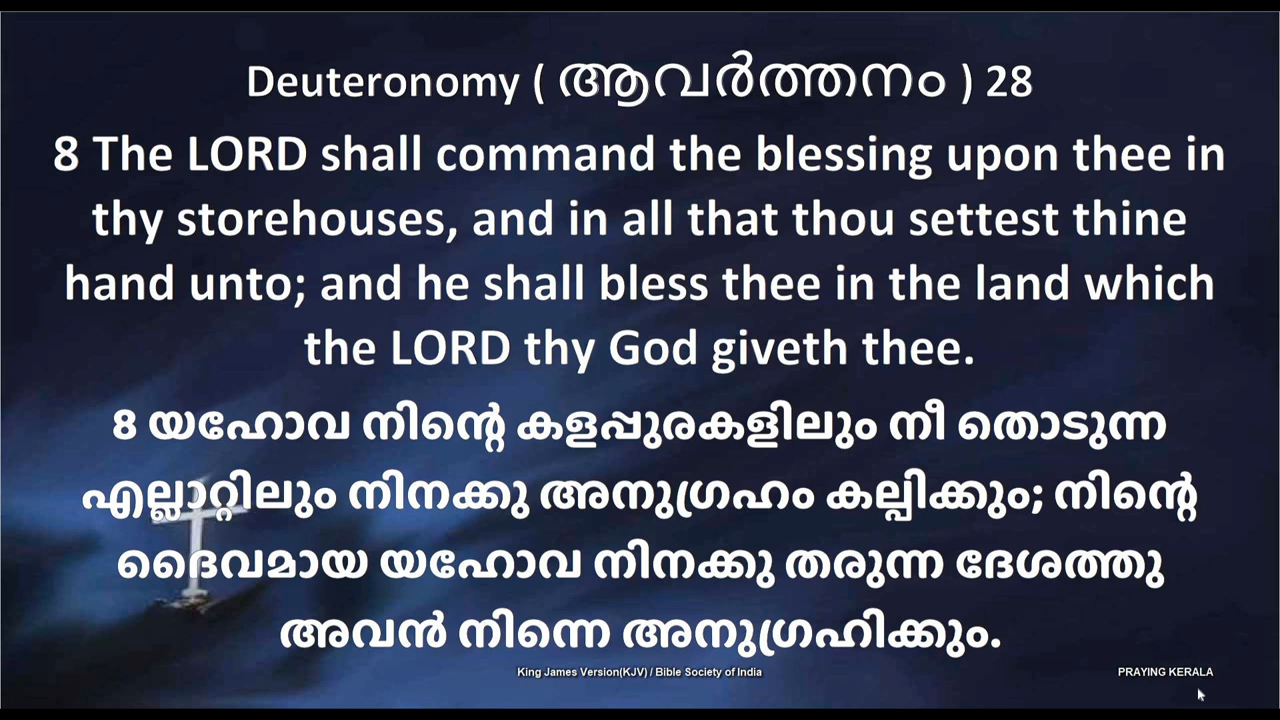 Deuteronomy ( ആവർത്തനം ) 28
8 The LORD shall command the blessing upon thee in
thy storehouses, and in all that thou settest thine
hand unto; and he shall bless thee in the land which
the LORD thy God giveth thee.
8 യഹോവ നിന്റെ കളപ്പുരകളിലും നീ തൊടുന്ന
എല്ലാറ്റിലും നിനക്കു അനുഗ്രഹം കല്പിക്കും; നിന്റെ
ദൈവമായ യഹോവ നിനക്കു തരുന്ന ദേശത്തു
അവൻ നിന്നെ അനുഗ്രഹിക്കും.
King James Version(KJV) / Bible Society of India
PRAYING KERALA